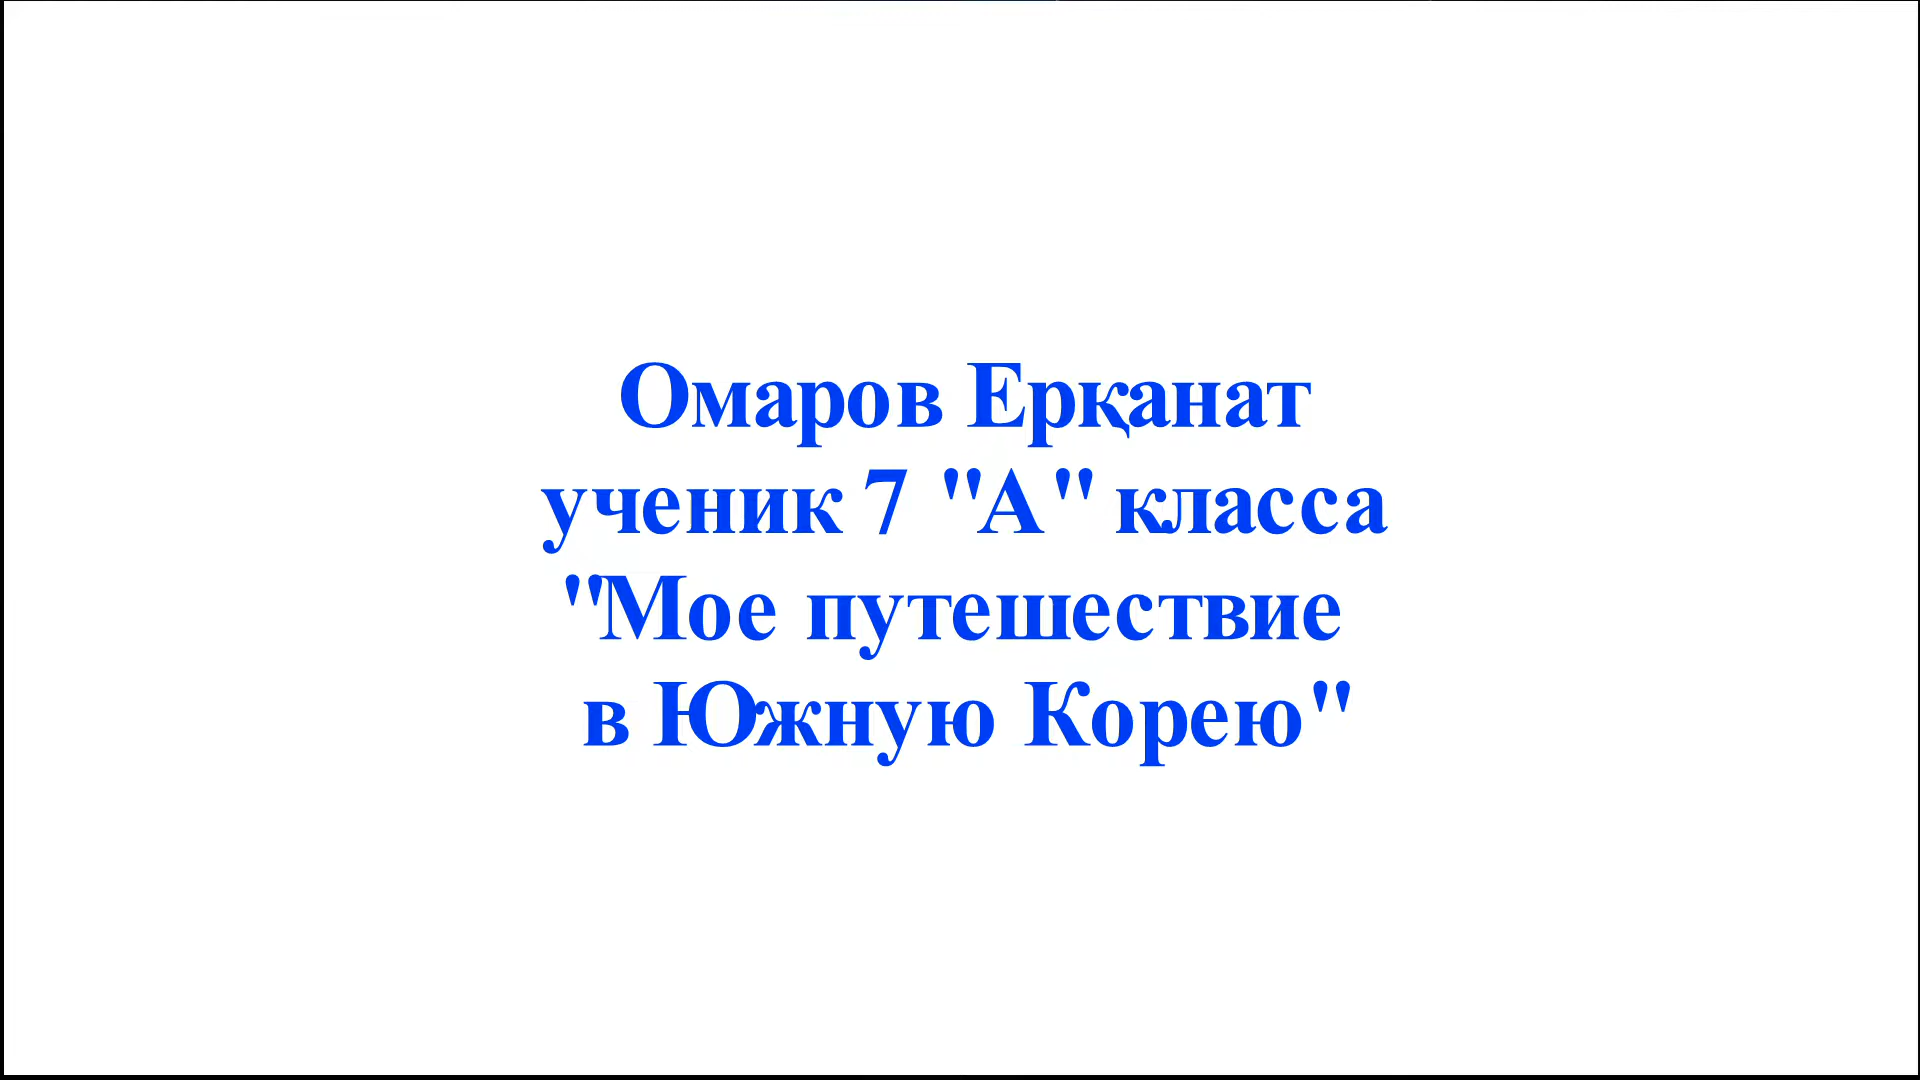 Омаров Ерқанат
ученик 7 "А" класса
"Мое путешествие
в Южную Корею"